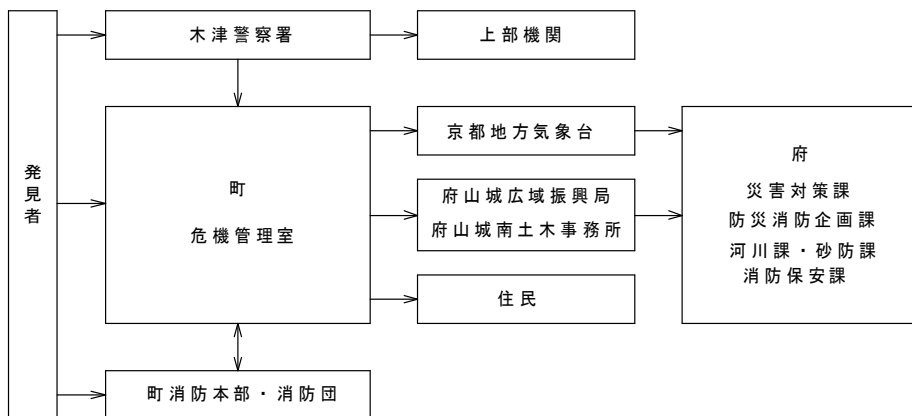 発見者
木津警察署
上部機関
町
危機管理室
京都地方気象台
府山城広域振興局
府山城南土木事務所
住民
府
災害対策課
防災消防企画課
河川課・砂防課
消防保安課
町消防本部・消防団